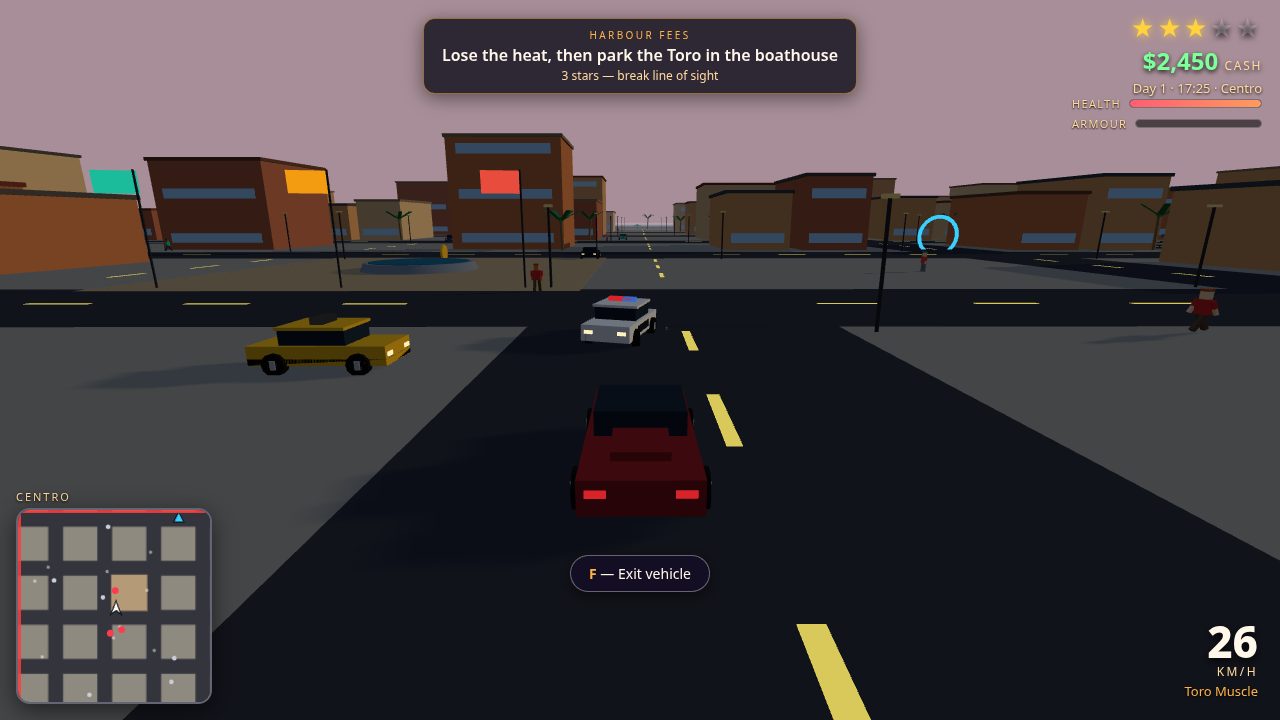 HARBOUR FEES
Lose the heat, then park the Toro in the boathouse
3 stars — break line of sight
$2,450 CASH
Day 1 · 17:25 · Centro
HEALTH
ARMOUR
CENTRO
F — Exit vehicle
26
KM/H
Toro Muscle